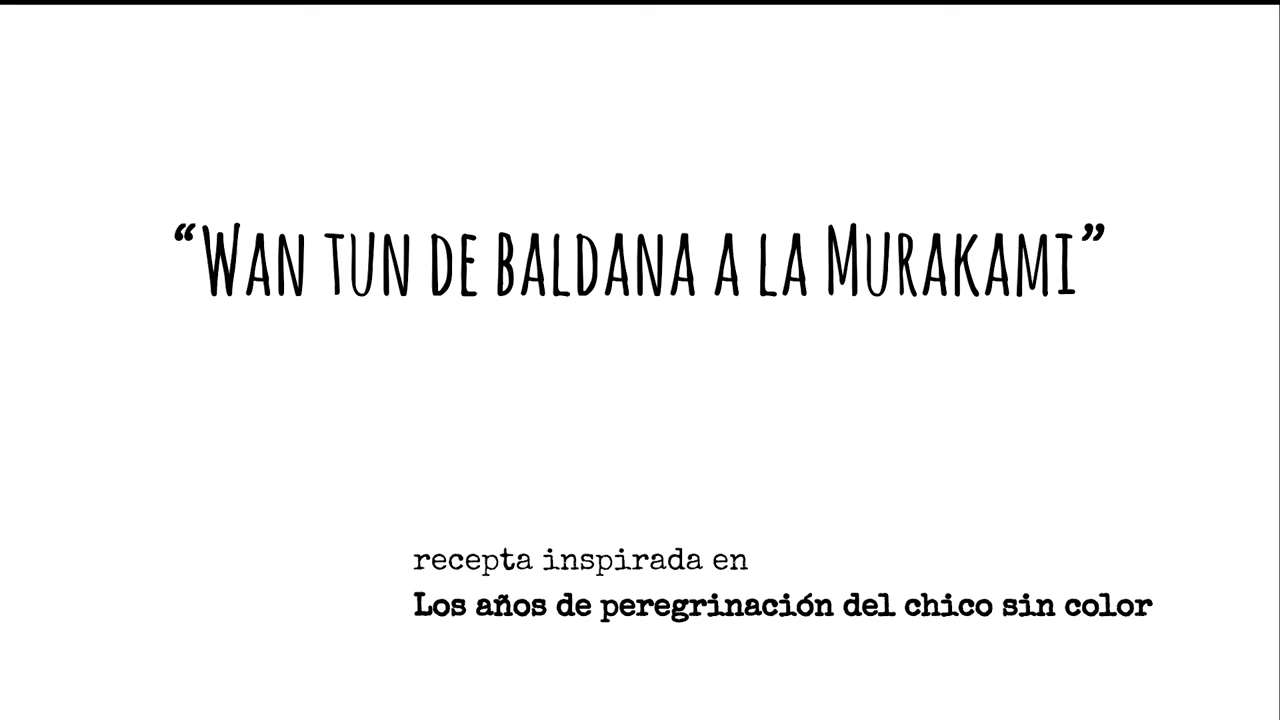 “Wan tun de baldana a la Murakami”
recepta inspirada en
Los años de peregrinación del chico sin color